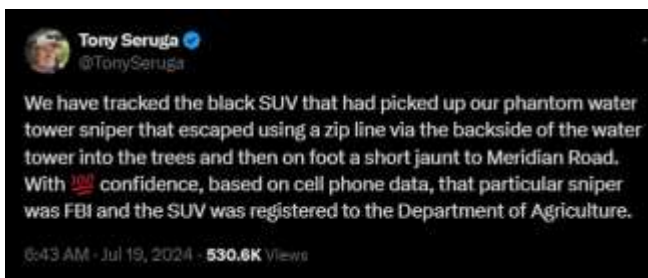 Tony Seruga
@TonySeruga
We have tracked the black SUV that had picked up our phantom water
tower sniper that escaped using a zip line via the backside of the water
tower into the trees and then on foot a short jaunt to Meridian Road.
With 💯 confidence, based on cell phone data, that particular sniper
was FBI and the SUV was registered to the Department of Agriculture.
6:43 AM · Jul 19, 2024 · 530.6K Views